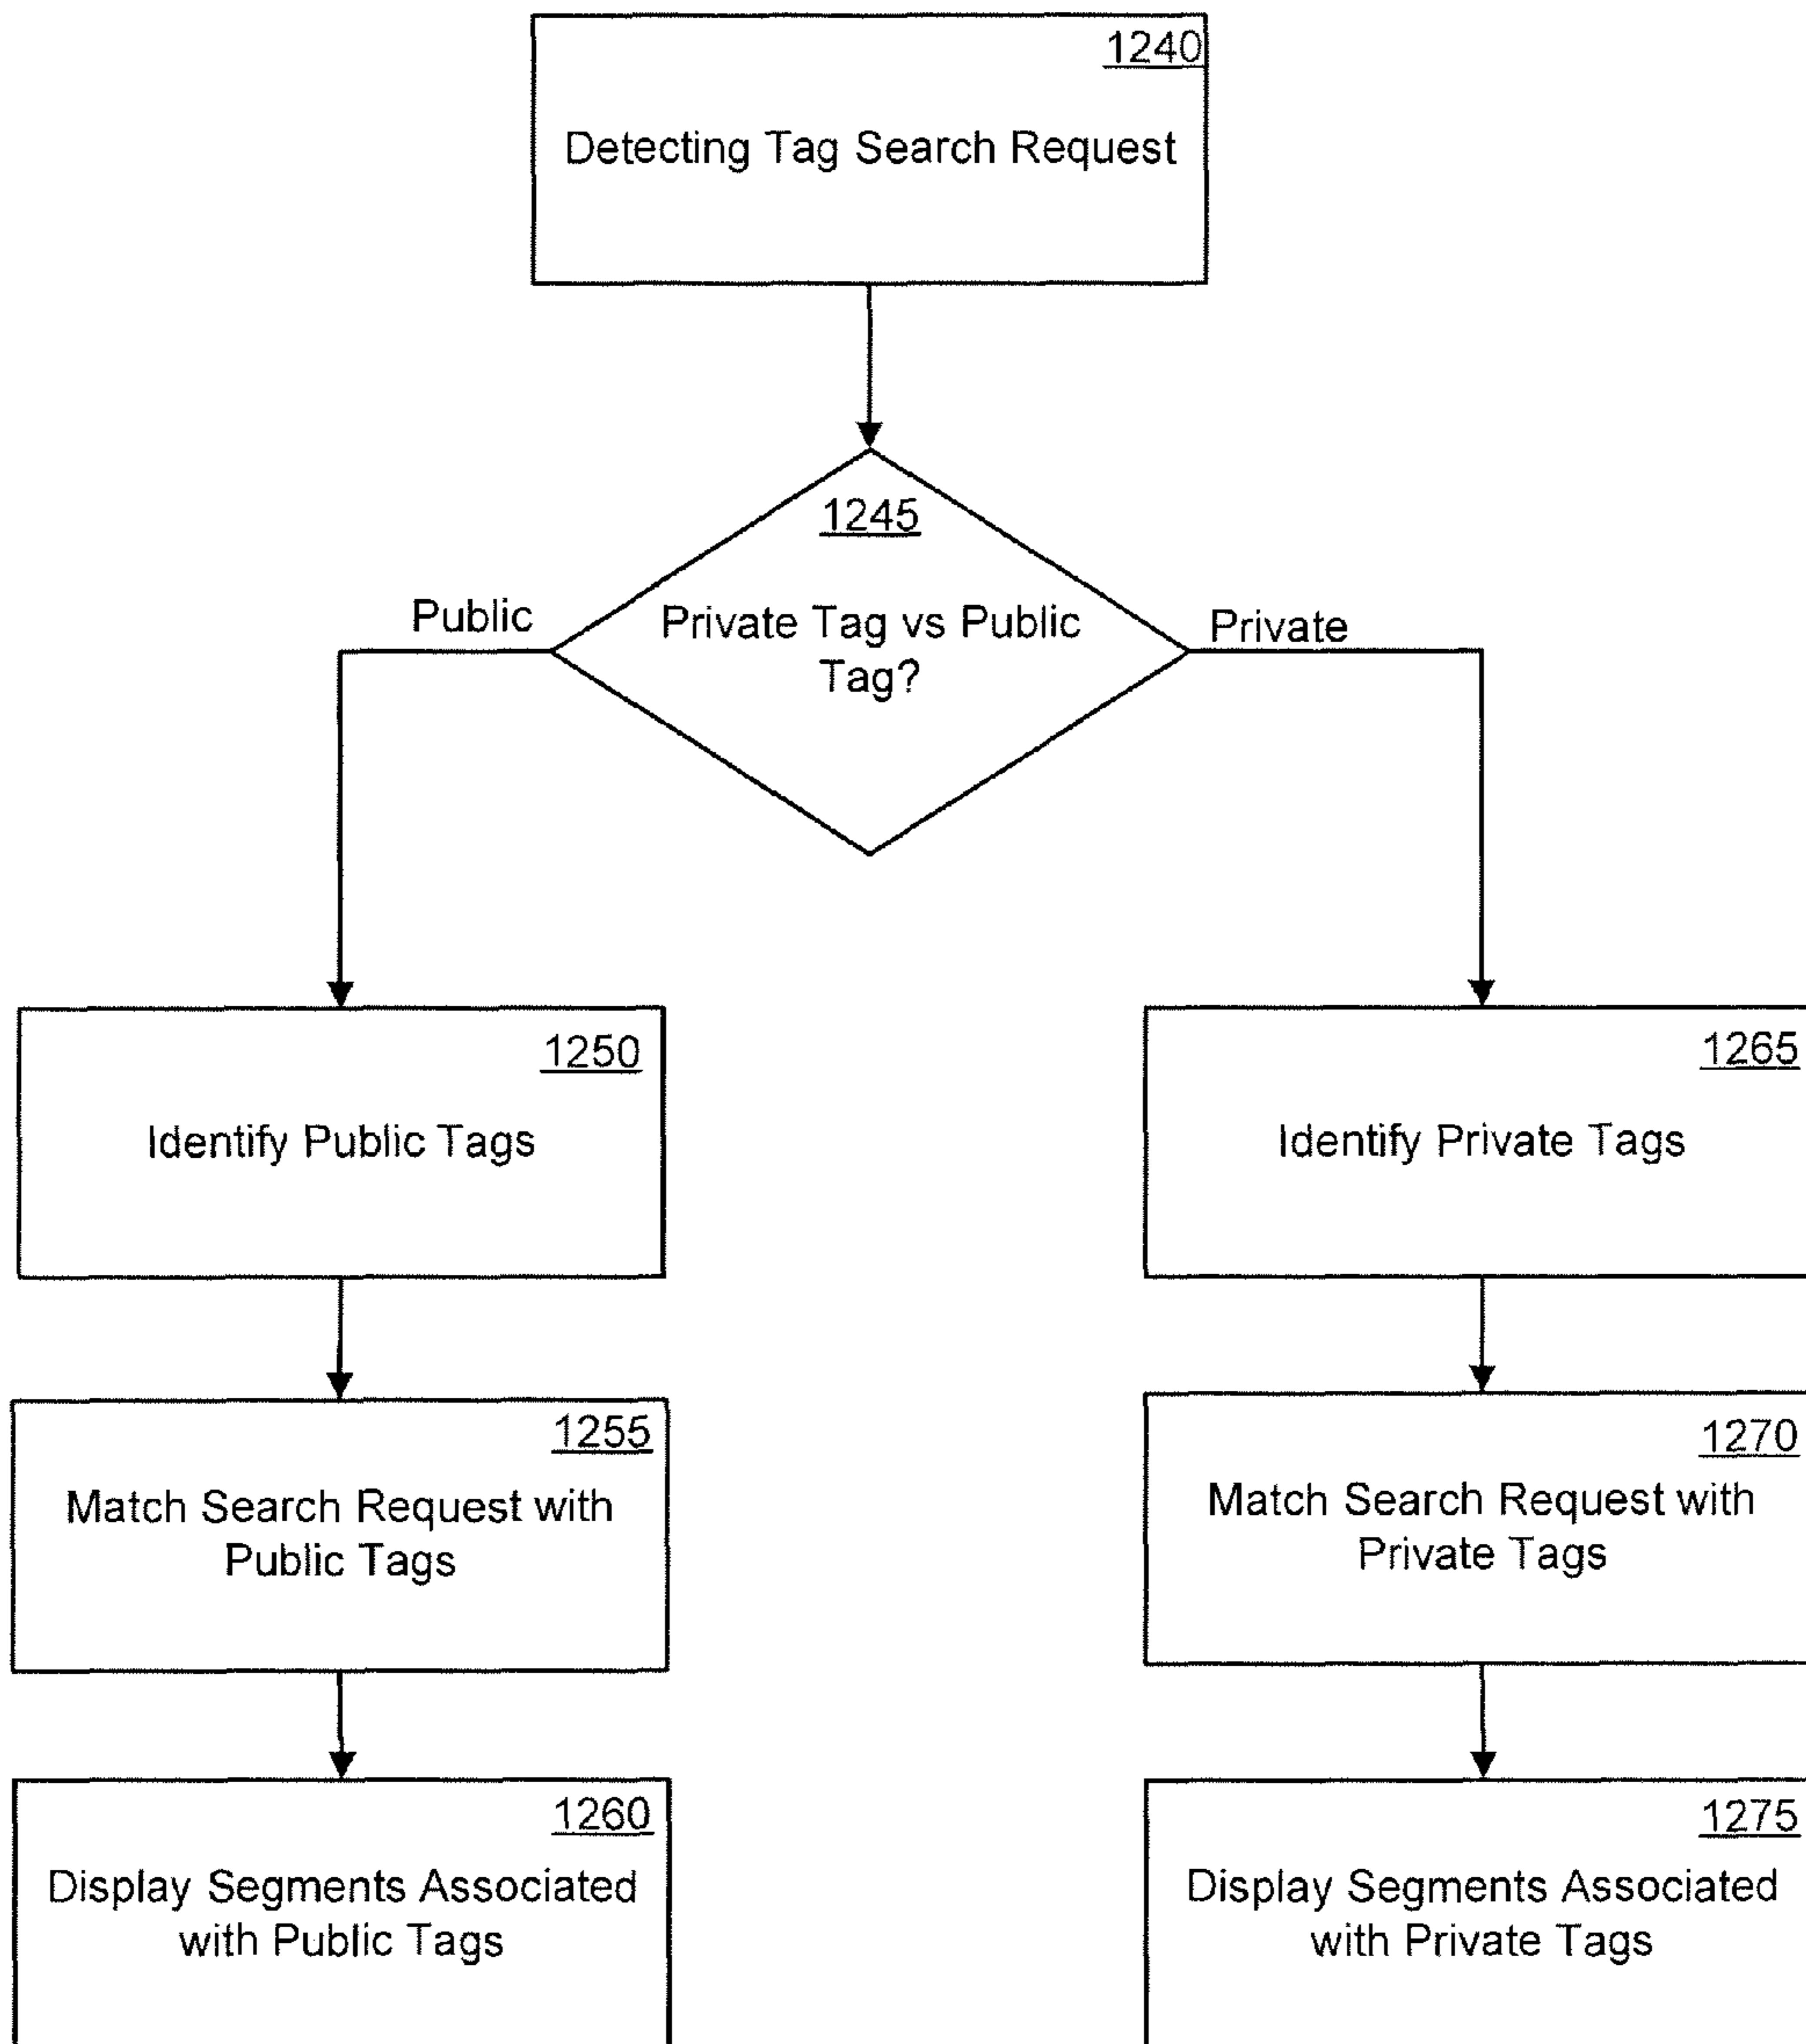 1240
Detecting Tag Search Request
1245
Public
Private Tag vs Public
Tag?
Private
1250
Identify Public Tags
1265
Identify Private Tags
1255
Match Search Request with
Public Tags
1270
Match Search Request with
Private Tags
1260
Display Segments Associated
with Public Tags
1275
Display Segments Associated
with Private Tags